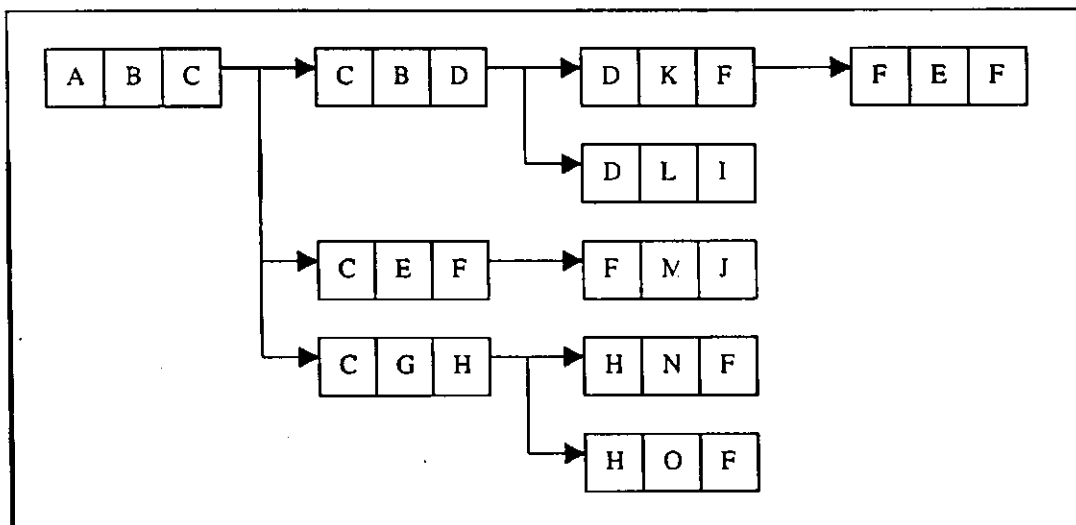 A B C C B D D K F F E F
D L I
C E F F M J
C G H H N F
H O F